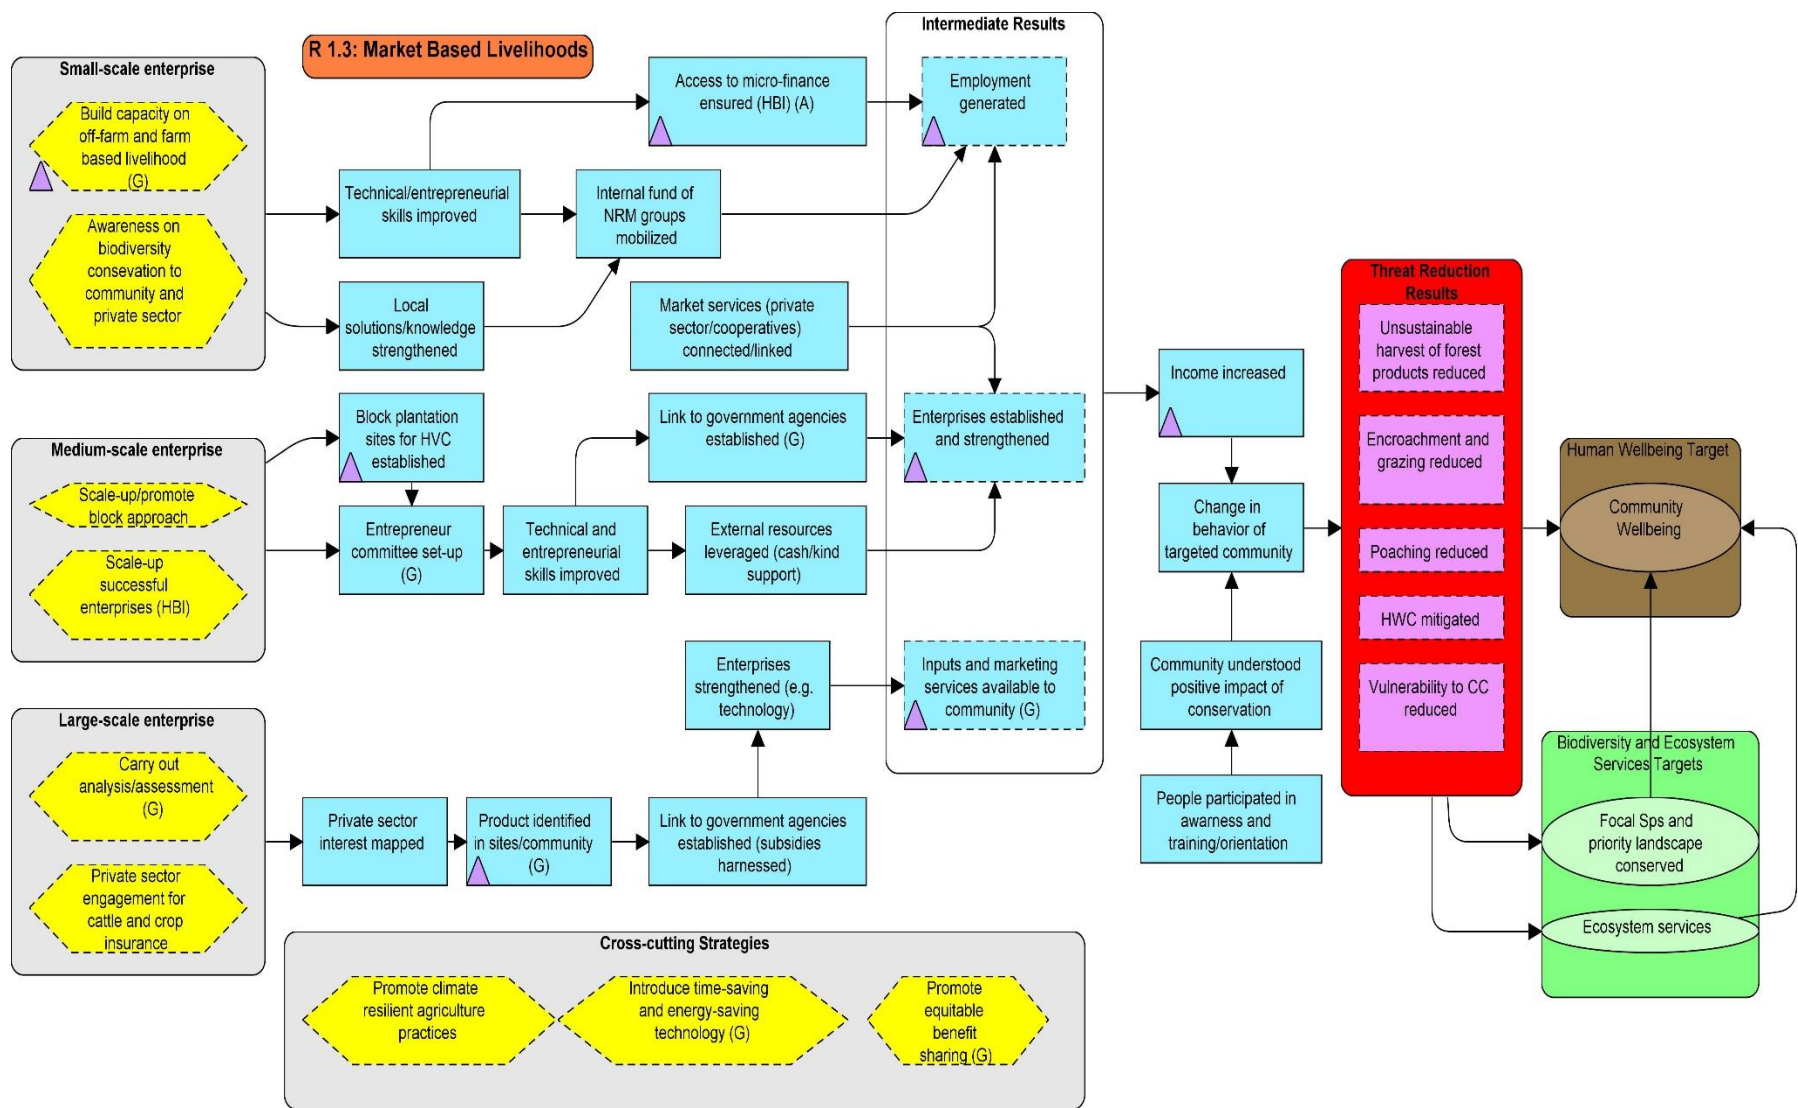 R 1.3: Market Based Livelihoods
Small-scale enterprise
Build capacity on
off-farm and farm
based livelihood
(G)
Awareness on
biodiversity
consevation to
community and
private sector
Technical/entrepreneurial
skills improved
Local
solutions/knowledge
strengthened
Internal fund of
NRM groups
mobilized
Access to micro-finance
ensured (HBI) (A)
Market services (private
sector/cooperatives)
connected/linked
Medium-scale enterprise
Scale-up/promote
block approach
Scale-up
successful
enterprises (HBI)
Block plantation
sites for HVC
established
Entrepreneur
committee set-up
(G)
Technical and
entrepreneurial
skills improved
Link to government agencies
established (G)
External resources
leveraged (cash/kind
support)
Large-scale enterprise
Carry out
analysis/assessment
(G)
Private sector
engagement for
cattle and crop
insurance
Private sector
interest mapped
Product identified
in sites/community
(G)
Link to government agencies
established (subsidies
harnessed)
Enterprises
strengthened (e.g.
technology)
Intermediate Results
Employment
generated
Enterprises established
and strengthened
Inputs and marketing
services available to
community (G)
Income increased
Change in
behavior of
targeted community
Community understood
positive impact of
conservation
People participated in
awarness and
training/orientation
Threat Reduction
Results
Unsustainable
harvest of forest
products reduced
Encroachment and
grazing reduced
Poaching reduced
HWC mitigated
Vulnerability to CC
reduced
Human Wellbeing Target
Community
Wellbeing
Biodiversity and Ecosystem
Services Targets
Focal Sps and
priority landscape
conserved
Ecosystem services
Cross-cutting Strategies
Promote climate
resilient agriculture
practices
Introduce time-saving
and energy-saving
technology (G)
Promote
equitable
benefit
sharing (G)